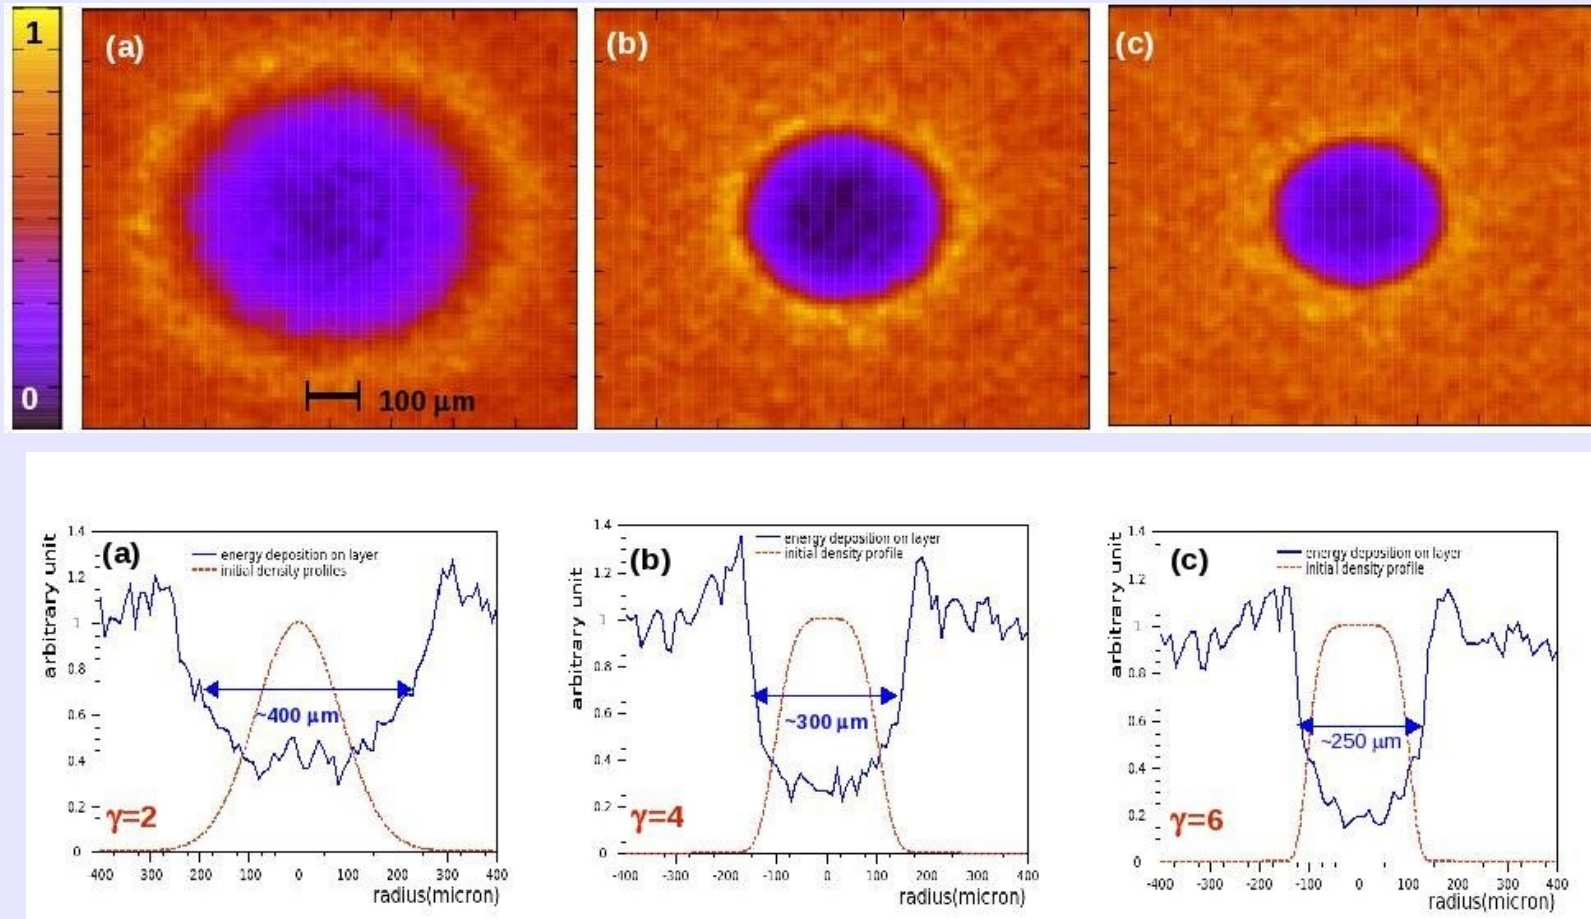 1
0
(a)
(b)
(c)
100 µm
(a)
energy deposition on layer
initial density profiles
arbitrary unit
1.4
1.2
1
0.8
0.6
0.4
0.2
0
~400 µm
γ=2
-400
300
200
100
0
100
200
300
400
radius(micron)
(b)
energy deposition on layer
initial density profile
arbitrary unit
1.4
1.2
1
0.8
0.6
0.4
0.2
0
~300 µm
γ=4
-400
-300
-200
-100
0
100
200
300
400
radius(micron)
(c)
energy deposition on layer
initial density profile
arbitrary unit
1.4
1.2
1
0.8
0.6
0.4
0.2
0
~250 µm
γ=6
-400
-300
-200
-100
0
100
200
300
400
radius(micron)